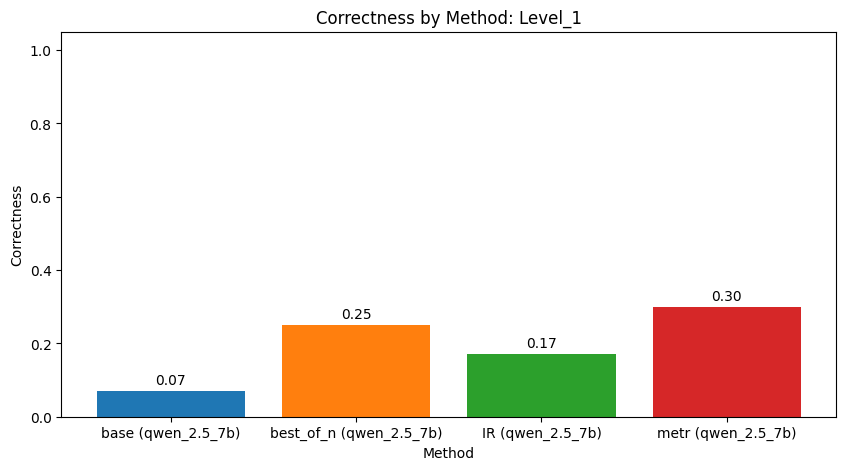 Correctness by Method: Level_1
1.0
0.8
0.6
0.4
0.2
0.0
Correctness
0.07
0.25
0.17
0.30
base (qwen_2.5_7b)
best_of_n (qwen_2.5_7b)
IR (qwen_2.5_7b)
metr (qwen_2.5_7b)
Method